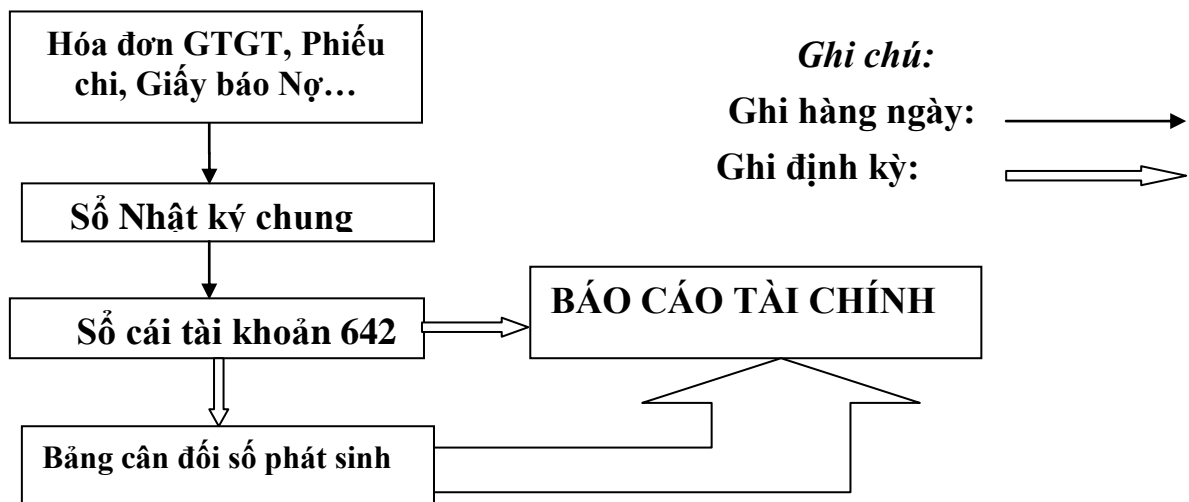 Hóa đơn GTGT, Phiếu
chi, Giấy báo Nợ…
Ghi chú:
Ghi hàng ngày:
Ghi định kỳ:
Sổ Nhật ký chung
Sổ cái tài khoản 642
BÁO CÁO TÀI CHÍNH
Bảng cân đối số phát sinh